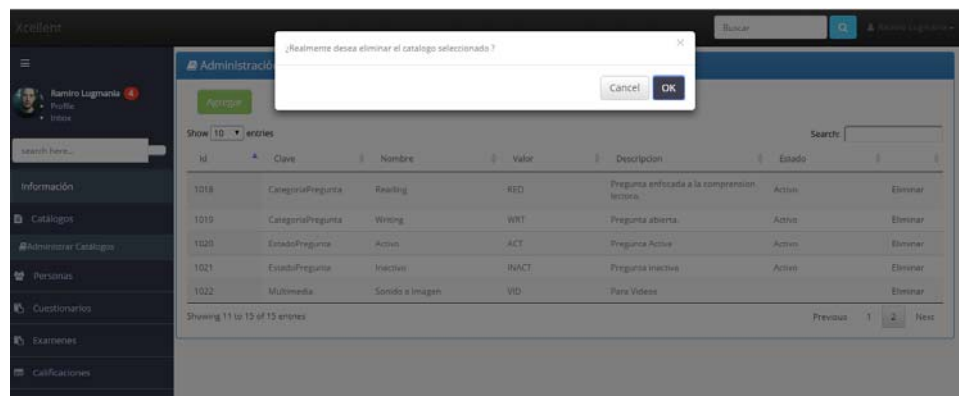 Xcellent
Buscar
Ramiro Lugmania
¿Realmente desea eliminar el catalogo seleccionado ?
×
Cancel
OK
Administració
Agregar
Ramiro Lugmania 4
Profile
Inbox
search here...
Información
Catálogos
Administrar Catálogos
Personas
Cuestionarios
Examenes
Calificaciones
Show 10 entries
Search:
Id Clave Nombre Valor Descripcion Estado
1018 CategoriaPregunta Reading RED Pregunta enfocada a la comprension lectora. Activo Eliminar
1019 CategoriaPregunta Writing WRT Pregunta abierta. Activo Eliminar
1020 EstadoPregunta Activo ACT Pregunta Activa Activo Eliminar
1021 EstadoPregunta Inactivo INACT Pregunta inactiva Activo Eliminar
1022 Multimedia Sonido e Imagen VID Para Videos Eliminar
Showing 11 to 15 of 15 entries
Previous 1 2 Next